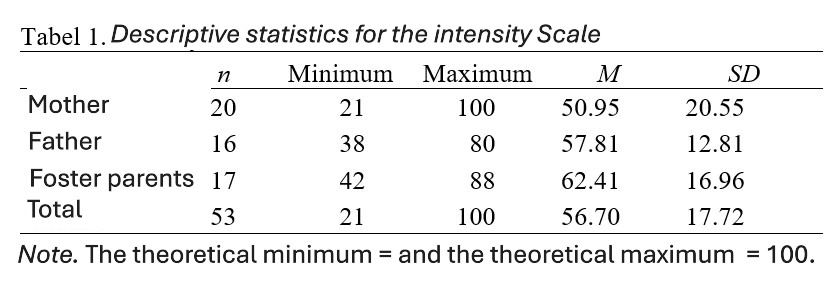 Tabel 1. Descriptive statistics for the intensity Scale
n Minimum Maximum M SD
Mother 20 21 100 50.95 20.55
Father 16 38 80 57.81 12.81
Foster parents 17 42 88 62.41 16.96
Total 53 21 100 56.70 17.72
Note. The theoretical minimum = and the theoretical maximum = 100.